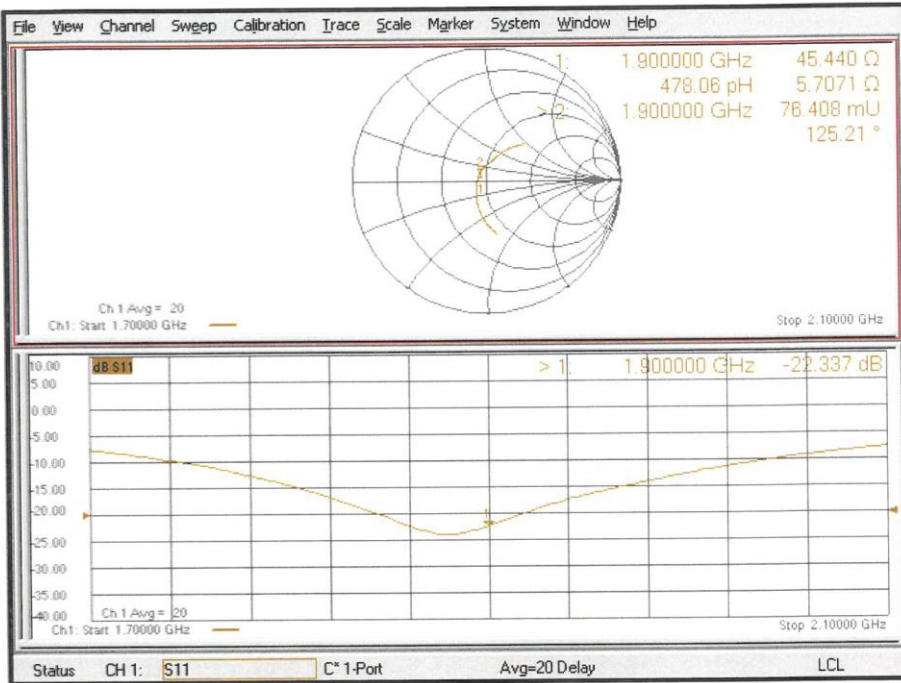 File View Channel Sweep Calibration Trace Scale Marker System Window Help
1: 1.900000 GHz 45.440 Ω
478.06 pH 5.7071 Ω
> 2: 1.900000 GHz 76.408 mU
125.21 °
2
1
Ch 1 Avg = 20
Ch1: Start 1.70000 GHz
Stop 2.10000 GHz
10.00
dB S11
> 1: 1.900000 GHz -22.337 dB
5.00
0.00
-5.00
-10.00
-15.00
-20.00
1
-25.00
-30.00
-35.00
-40.00
Ch 1 Avg = 20
Ch1: Start 1.70000 GHz
Stop 2.10000 GHz
Status CH 1: S11 C* 1-Port Avg=20 Delay LCL